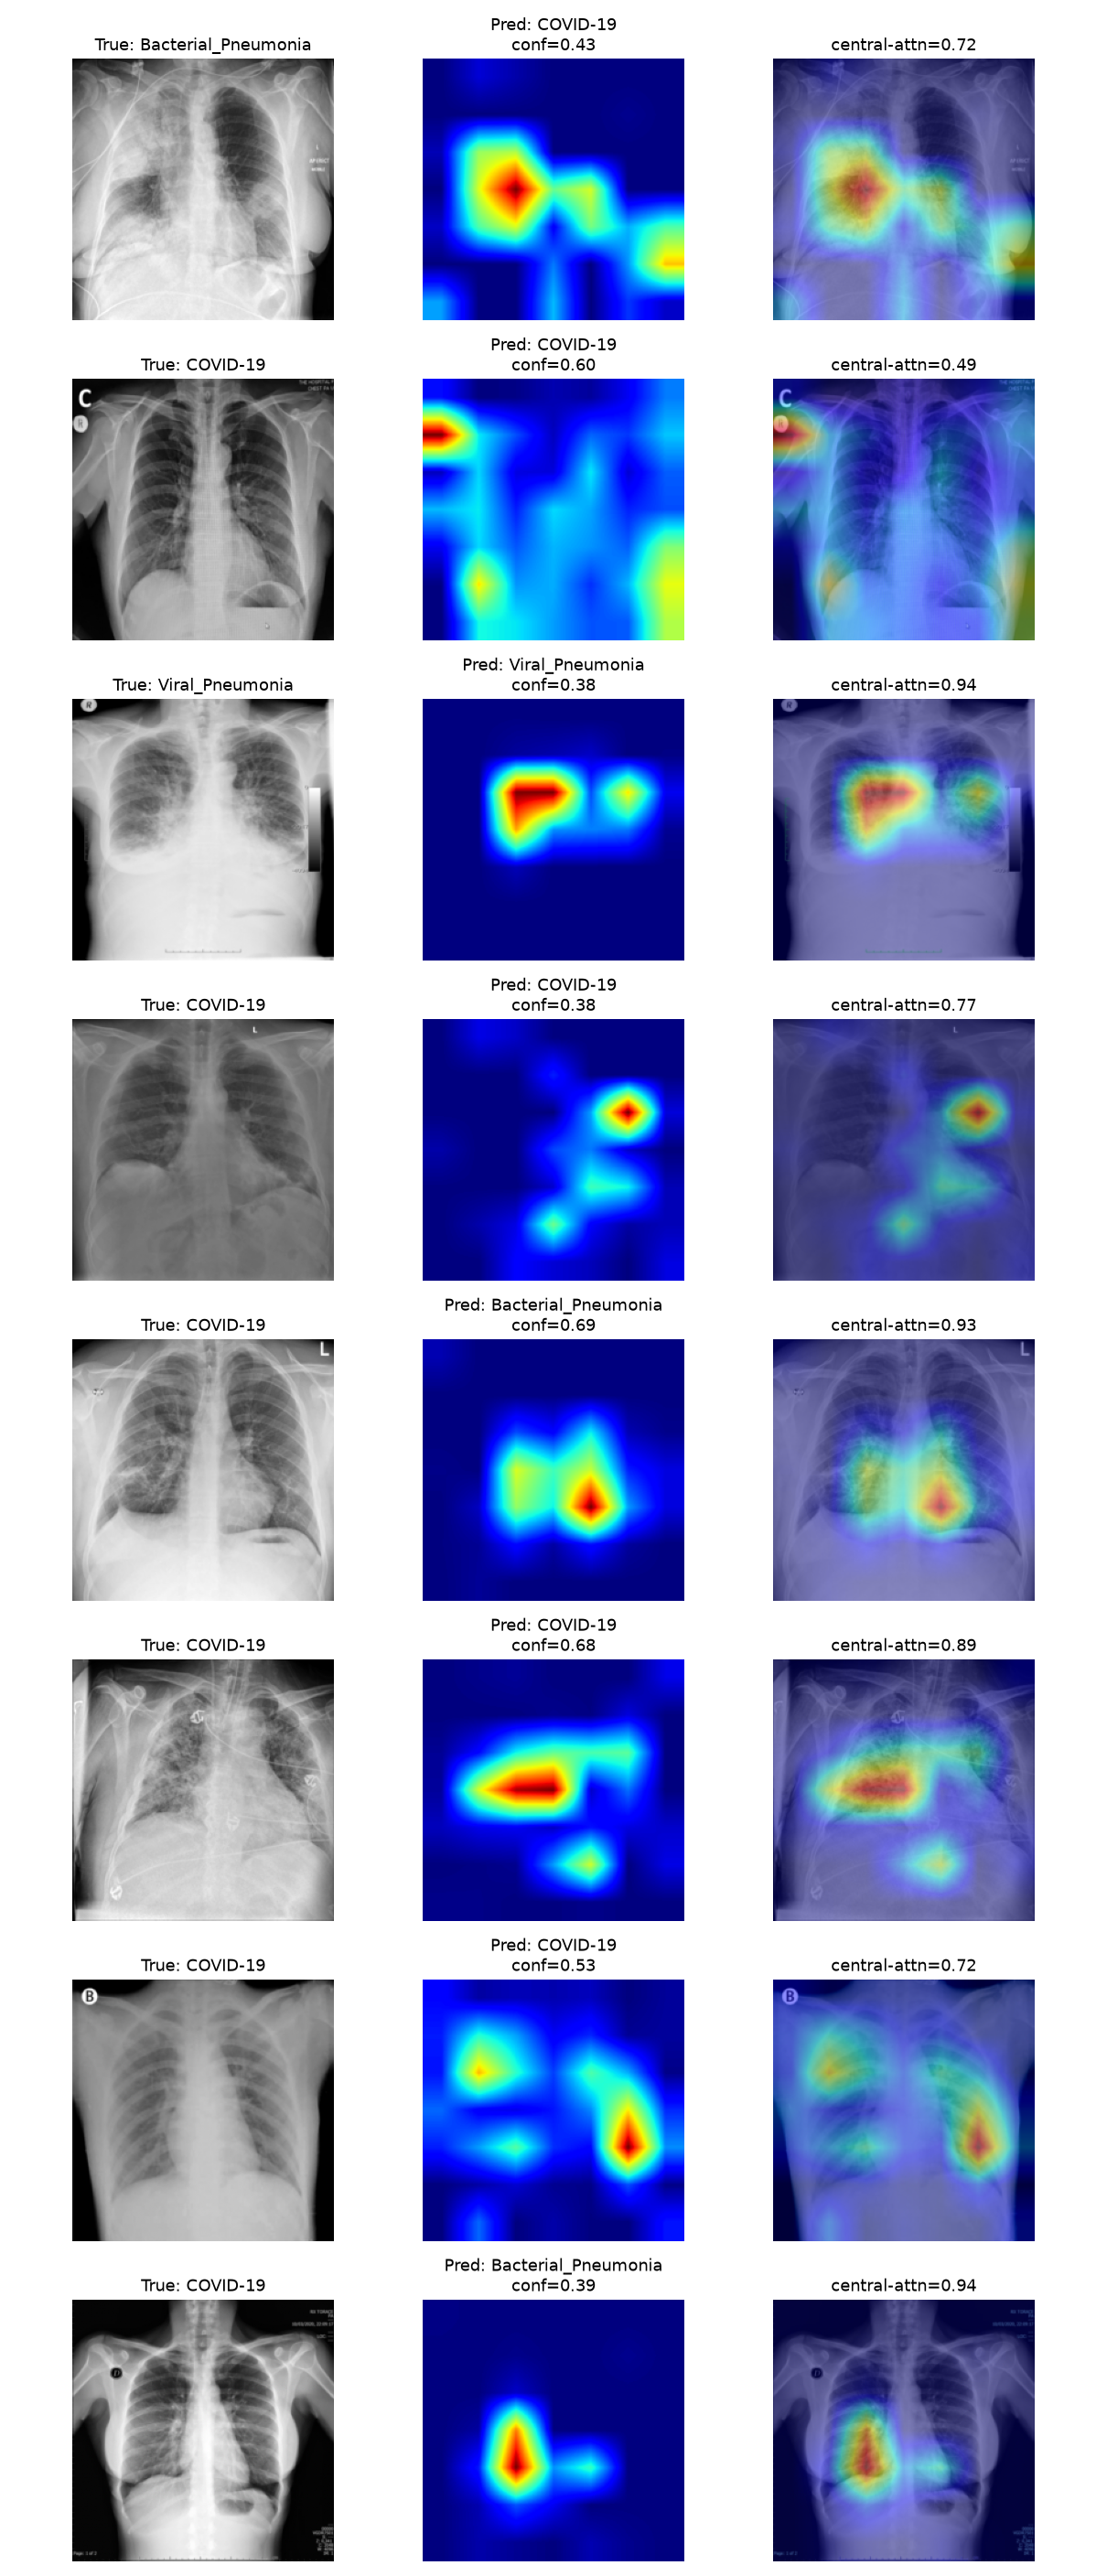 Pred: COVID-19
True: Bacterial_Pneumonia
conf=0.43
central-attn=0.72
L
Pred: COVID-19
True: COVID-19
conf=0.60
central-attn=0.49
C
R
C
R
Pred: Viral_Pneumonia
True: Viral_Pneumonia
conf=0.38
central-attn=0.94
R
R
Pred: COVID-19
True: COVID-19
conf=0.38
central-attn=0.77
L
L
Pred: Bacterial_Pneumonia
True: COVID-19
conf=0.69
central-attn=0.93
L
L
Pred: COVID-19
True: COVID-19
conf=0.68
central-attn=0.89
Pred: COVID-19
True: COVID-19
conf=0.53
central-attn=0.72
B
B
Pred: Bacterial_Pneumonia
True: COVID-19
conf=0.39
central-attn=0.94